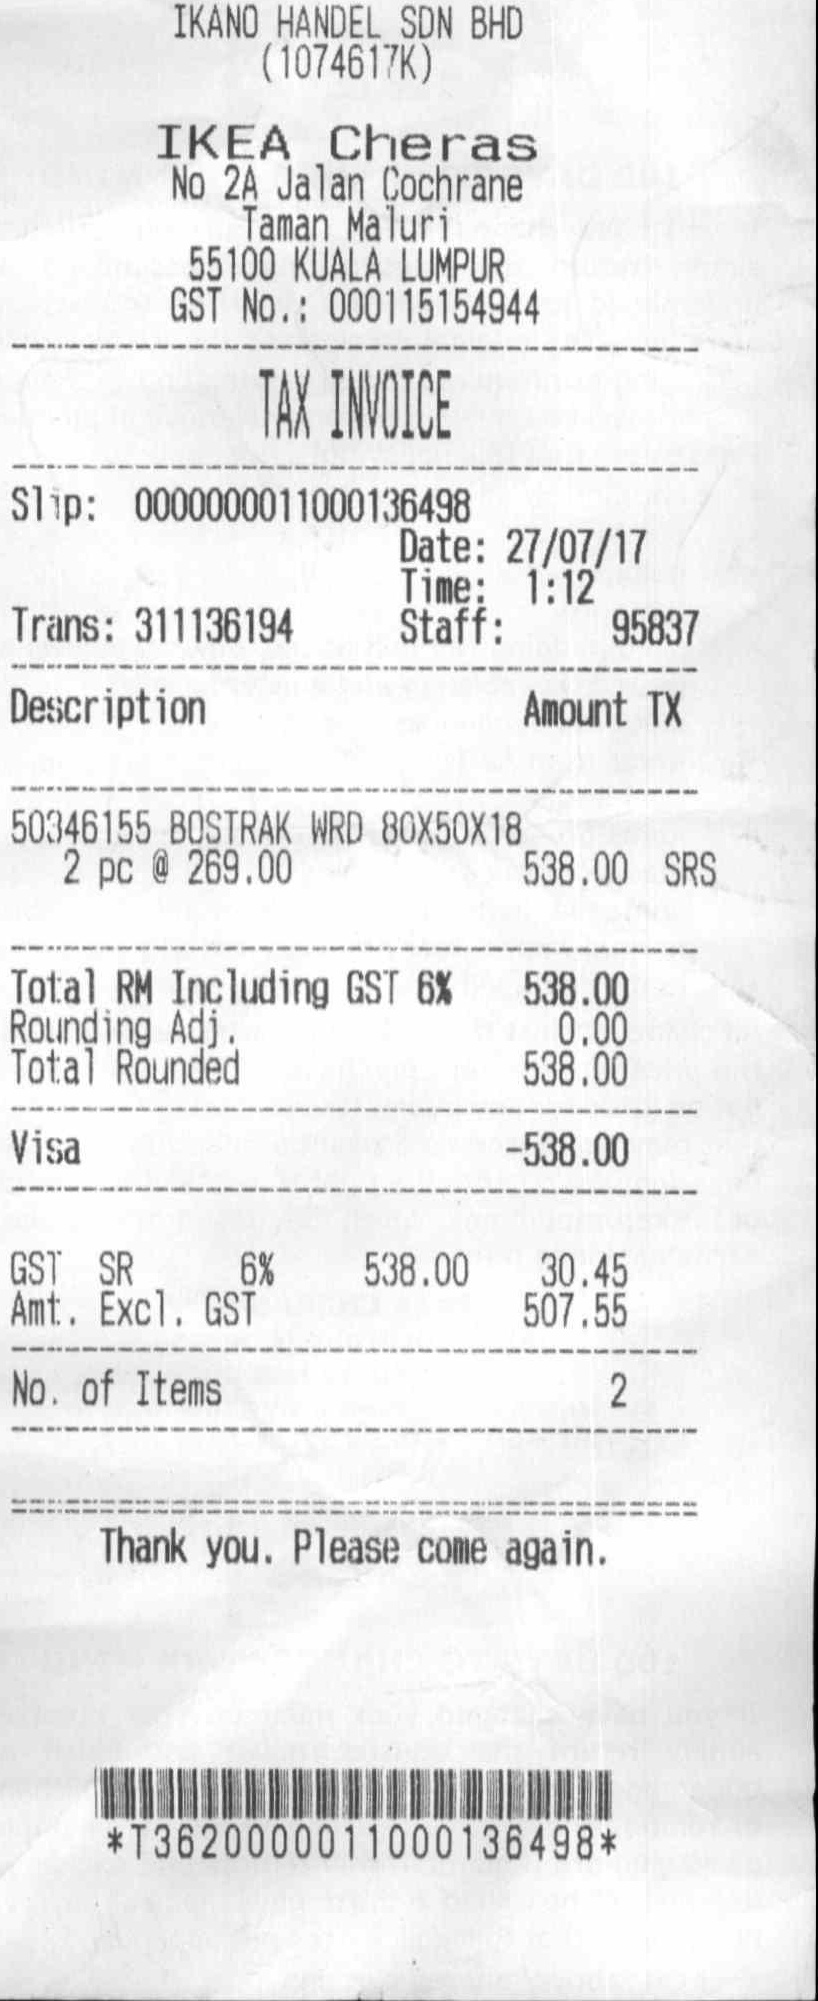 IKANO HANDEL SDN BHD
(1074617K)
IKEA Cheras
No 2A Jalan Cochrane
Taman Maluri
55100 KUALA LUMPUR
GST No.: 000115154944
TAX INVOICE
Slip: 0000000011000136498
Date: 27/07/17
Time: 1:12
Trans: 311136194 Staff: 95837
Description Amount TX
50346155 BOSTRAK WRD 80X50X18
2 pc @ 269.00 538.00 SRS
Total RM Including GST 6% 538.00
Rounding Adj. 0.00
Total Rounded 538.00
Visa -538.00
GST SR 6% 538.00 30.45
Amt. Excl. GST 507.55
No. of Items 2
Thank you. Please come again.
*T3620000011000136498*